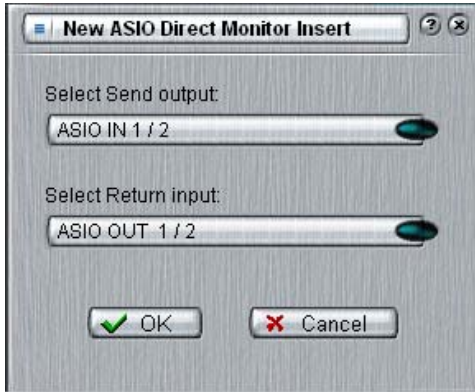 New ASIO Direct Monitor Insert
Select Send output:
ASIO IN 1 / 2
Select Return input:
ASIO OUT 1 / 2
OK
Cancel